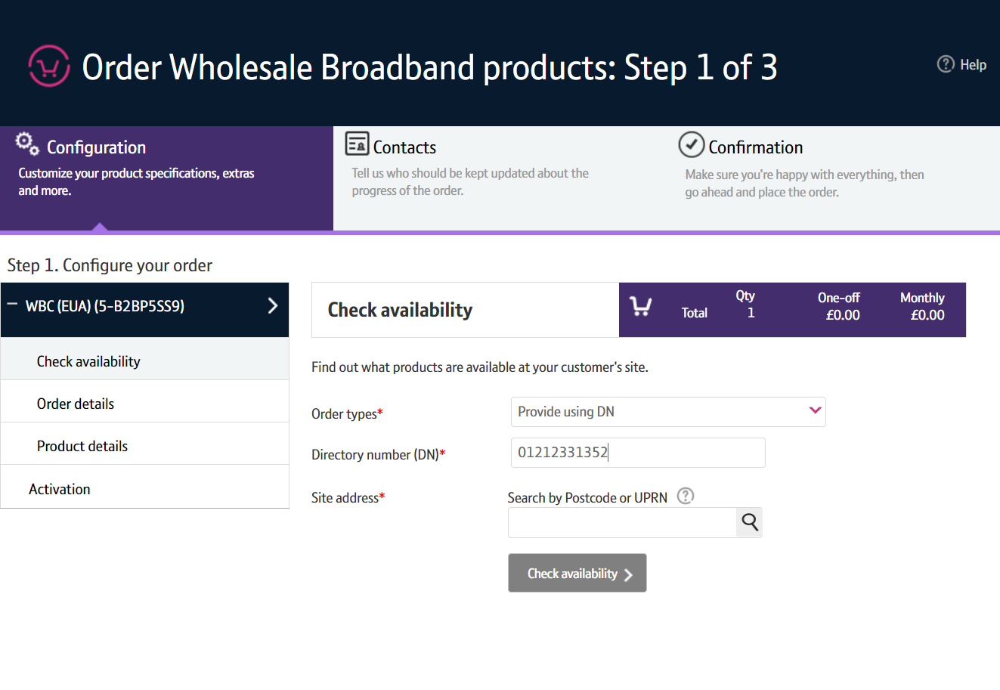 Order Wholesale Broadband products: Step 1 of 3
Help
Configuration
Customize your product specifications, extras
and more.
Contacts
Tell us who should be kept updated about the
progress of the order.
Confirmation
Make sure you're happy with everything, then
go ahead and place the order.
Step 1. Configure your order
WBC (EUA) (5-B2BP5SS9)
Check availability
Order details
Product details
Activation
Check availability
Total
Qty
1
One-off
£0.00
Monthly
£0.00
Find out what products are available at your customer's site.
Order types*
Provide using DN
Directory number (DN)*
01212331352
Site address*
Search by Postcode or UPRN
Check availability